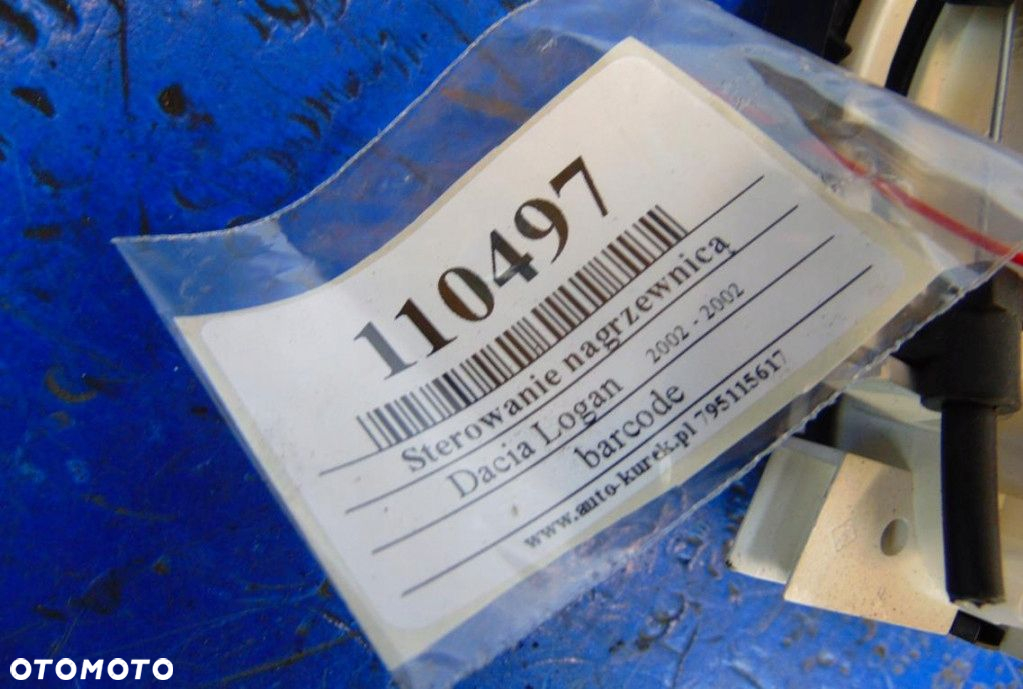 110497
Sterowanie nagrzewnicą
Dacia Logan 2002 - 2002
barcode
www.auto-kurek.pl 795115617
OTOMOTO